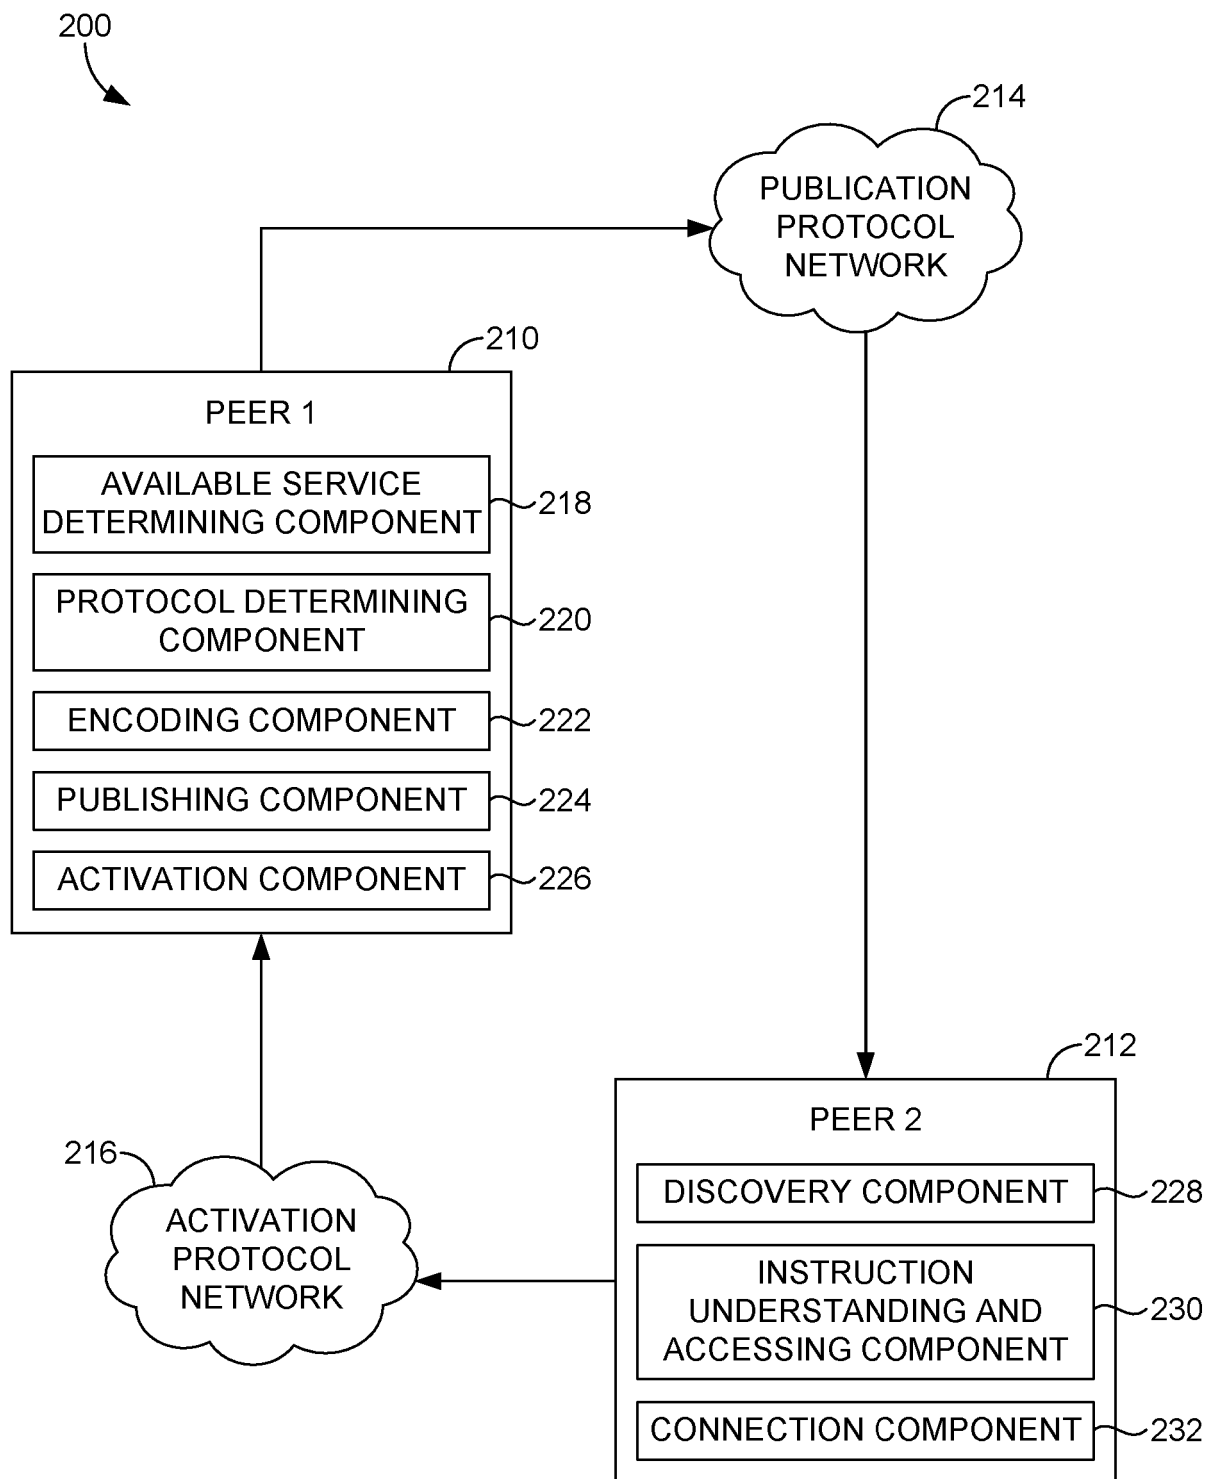 200
214
PUBLICATION
PROTOCOL
NETWORK
210
PEER 1
AVAILABLE SERVICE
DETERMINING COMPONENT
218
PROTOCOL DETERMINING
COMPONENT
220
ENCODING COMPONENT
222
PUBLISHING COMPONENT
224
ACTIVATION COMPONENT
226
212
PEER 2
216
ACTIVATION
PROTOCOL
NETWORK
DISCOVERY COMPONENT
228
INSTRUCTION
UNDERSTANDING AND
ACCESSING COMPONENT
230
CONNECTION COMPONENT
232